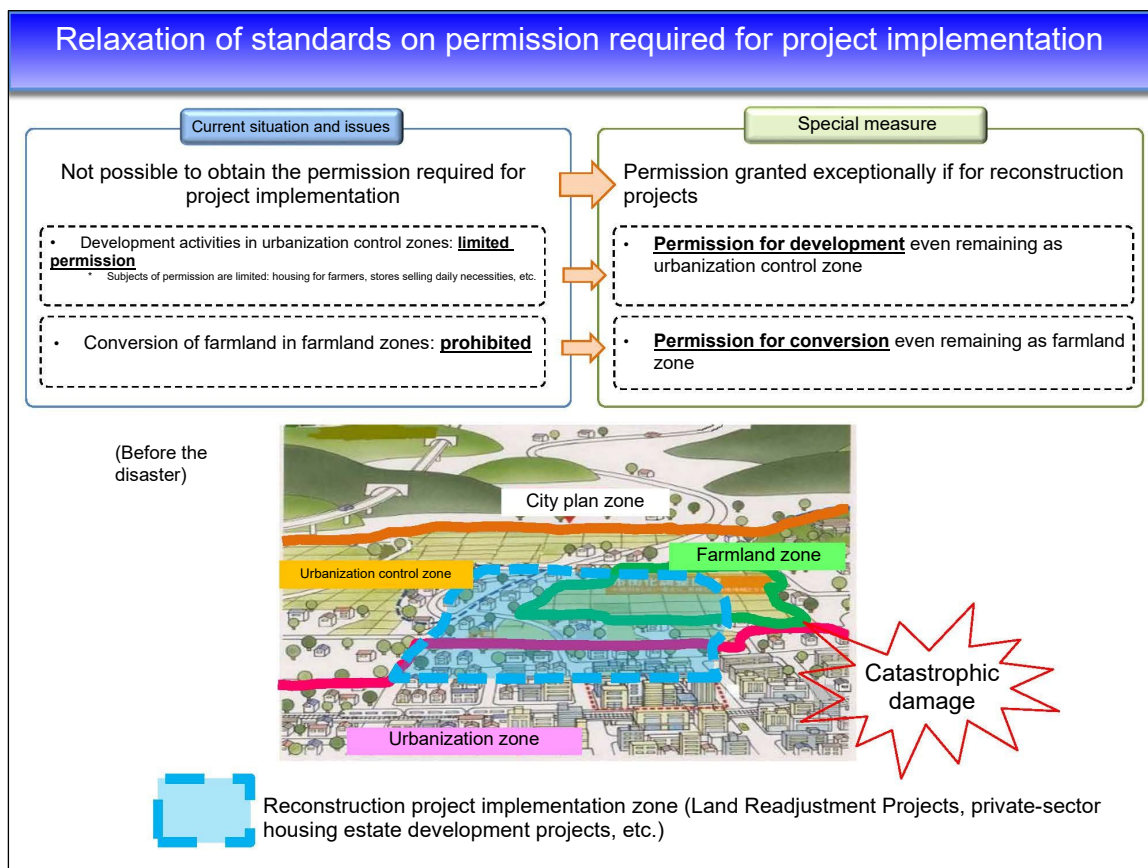 Relaxation of standards on permission required for project implementation
Current situation and issues
Not possible to obtain the permission required for
project implementation
• Development activities in urbanization control zones: limited
permission
* Subjects of permission are limited: housing for farmers, stores selling daily necessities, etc.
• Conversion of farmland in farmland zones: prohibited
Special measure
Permission granted exceptionally if for reconstruction
projects
• Permission for development even remaining as
urbanization control zone
• Permission for conversion even remaining as farmland
zone
(Before the
disaster)
City plan zone
Farmland zone
Urbanization control zone
Catastrophic
damage
Urbanization zone
Reconstruction project implementation zone (Land Readjustment Projects, private-sector
housing estate development projects, etc.)